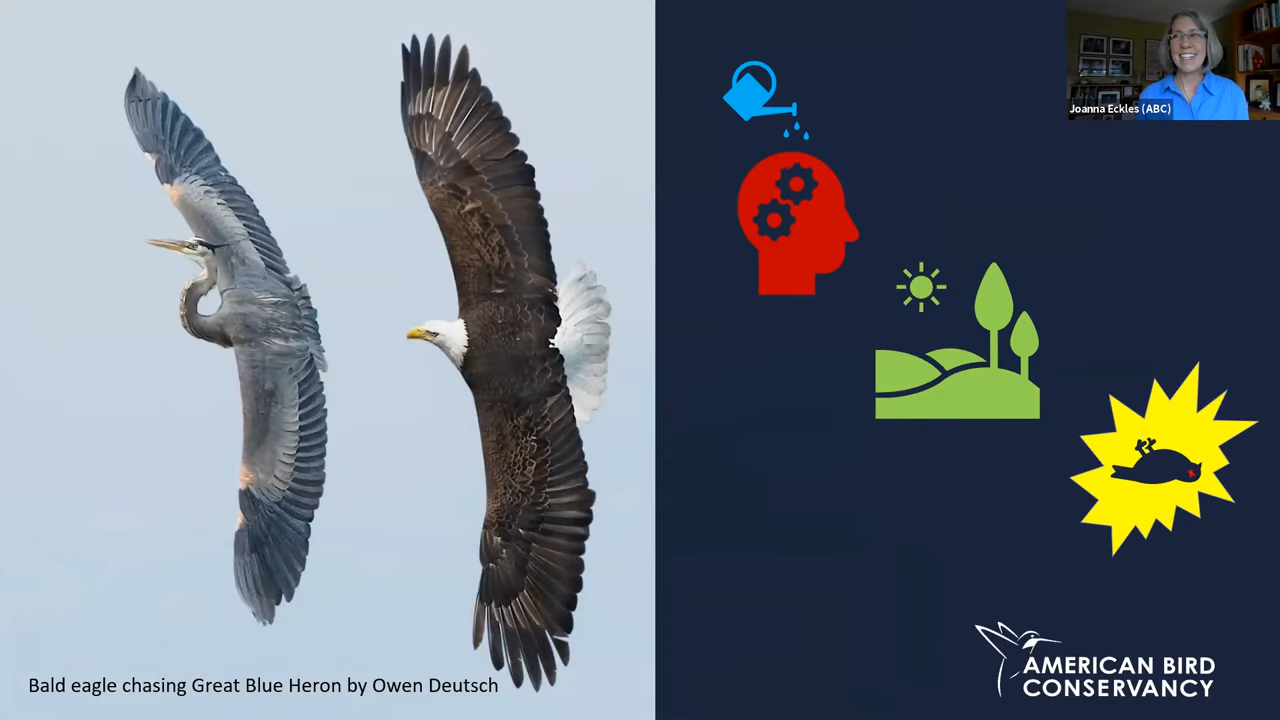 Joanna Eckles (ABC)
Bald eagle chasing Great Blue Heron by Owen Deutsch
AMERICAN BIRD
CONSERVANCY